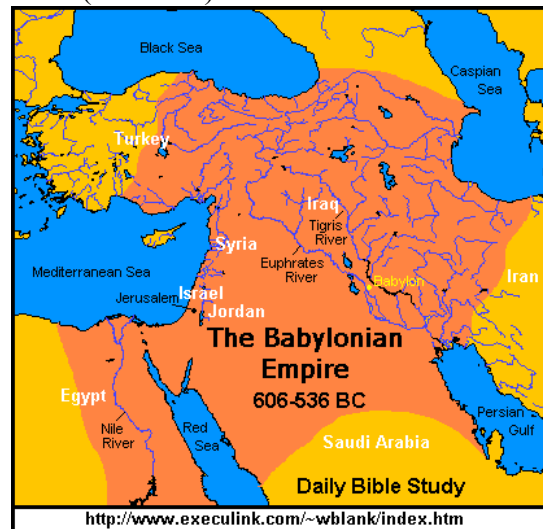 Black Sea
Caspian
Sea
Turkey
Iraq
Tigris
River
Syria
Euphrates
River
Mediterranean Sea
Iran
Babylon
Israel
Jerusalem
Jordan
The Babylonian
Empire
606-536 BC
Egypt
Nile
River
Red
Sea
Persian
Gulf
Saudi Arabia
Daily Bible Study
http://www.execulink.com/~wblank/index.htm